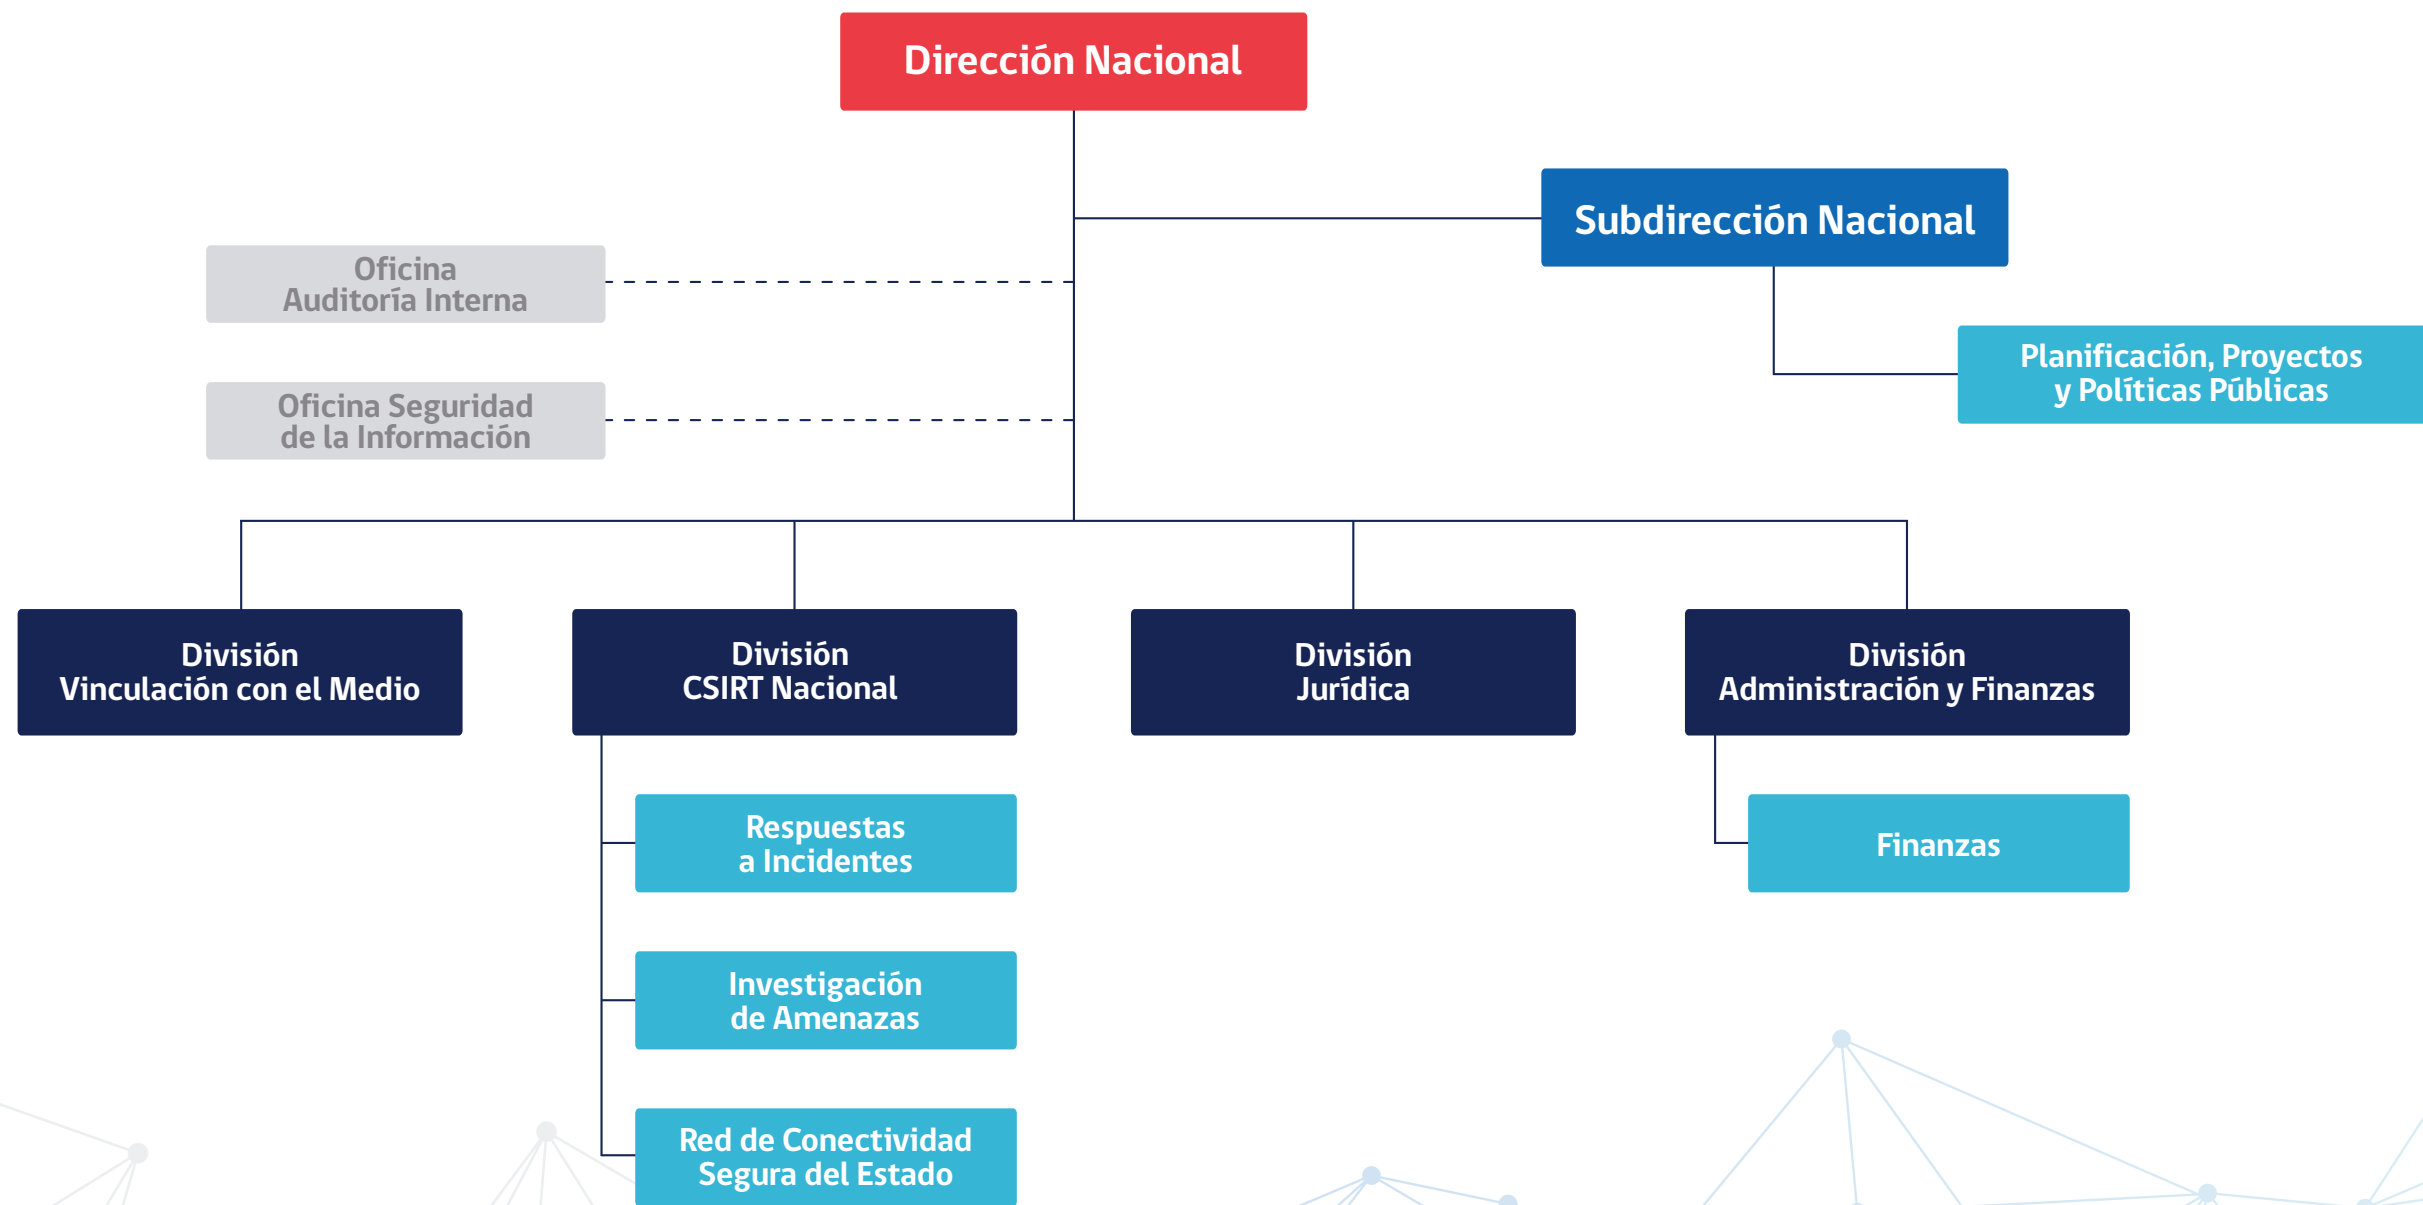 Dirección Nacional
Subdirección Nacional
Oficina
Auditoría Interna
Planificación, Proyectos
y Políticas Públicas
Oficina Seguridad
de la Información
División
Vinculación con el Medio
División
CSIRT Nacional
División
Jurídica
División
Administración y Finanzas
Respuestas
a Incidentes
Finanzas
Investigación
de Amenazas
Red de Conectividad
Segura del Estado